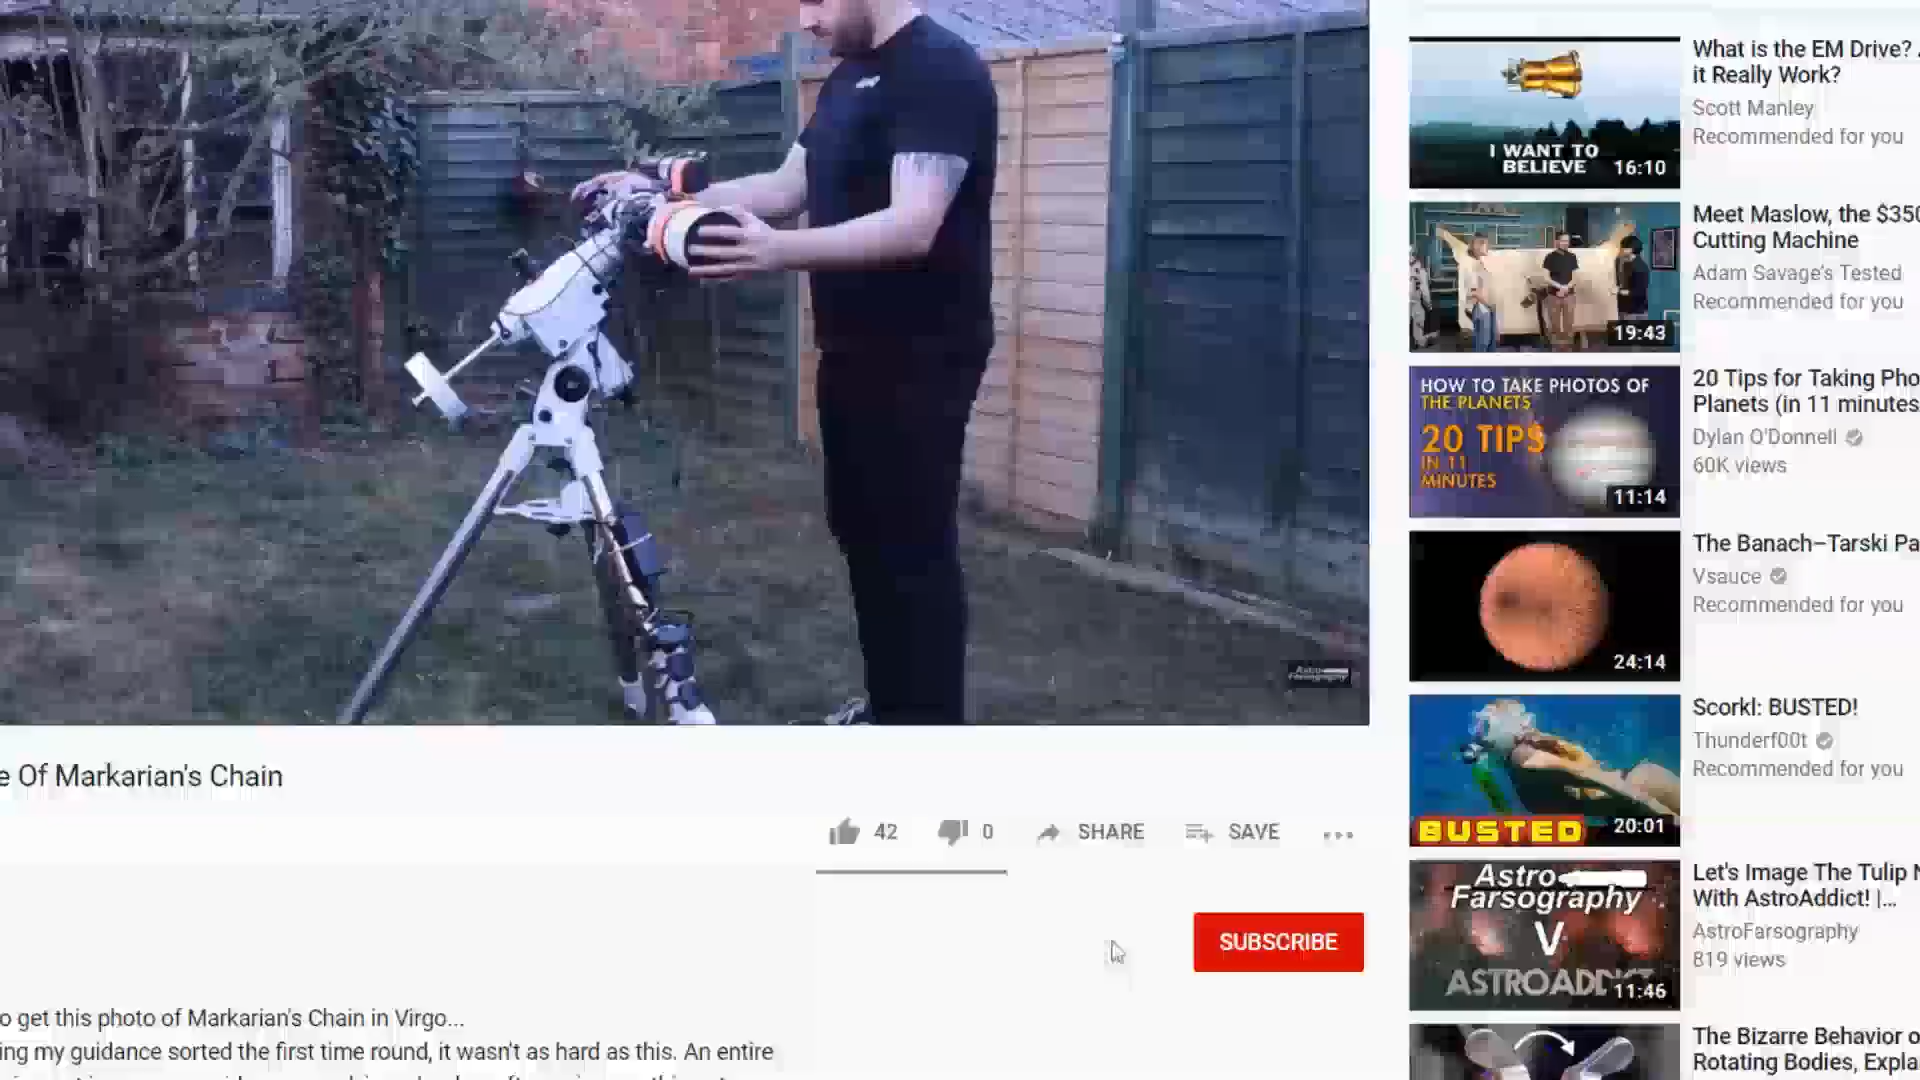 What is the EM Drive?
it Really Work?
Scott Manley
Recommended for you
I WANT TO
BELIEVE
16:10
Meet Maslow, the $350
Cutting Machine
Adam Savage's Tested
Recommended for you
19:43
HOW TO TAKE PHOTOS OF
THE PLANETS
20 TIPS
IN 11
MINUTES
11:14
20 Tips for Taking Pho
Planets (in 11 minutes
Dylan O'Donnell
60K views
The Banach–Tarski Pa
Vsauce
Recommended for you
24:14
Scorkl: BUSTED!
Thunderf00t
Recommended for you
BUSTED
20:01
Astro
Farsography
e Of Markarian's Chain
42
0
SHARE
SAVE
SUBSCRIBE
Astro
Farsography
V
ASTROADDICT
11:46
Let's Image The Tulip N
With AstroAddict! |...
AstroFarsography
819 views
o get this photo of Markarian's Chain in Virgo...
ing my guidance sorted the first time round, it wasn't as hard as this. An entire
The Bizarre Behavior o
Rotating Bodies, Expla